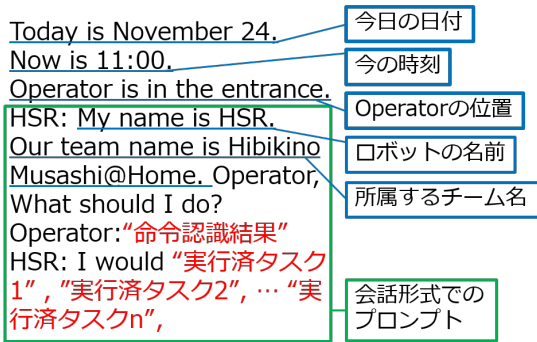 Today is November 24.
Now is 11:00.
Operator is in the entrance.
HSR: My name is HSR.
Our team name is Hibikino
Musashi@Home. Operator,
What should I do?
Operator:“命令認識結果”
HSR: I would “実行済タスク
1” , ”実行済タスク2”, … “実
行済タスクn”,
今日の日付
今の時刻
Operatorの位置
ロボットの名前
所属するチーム名
会話形式での
プロンプト